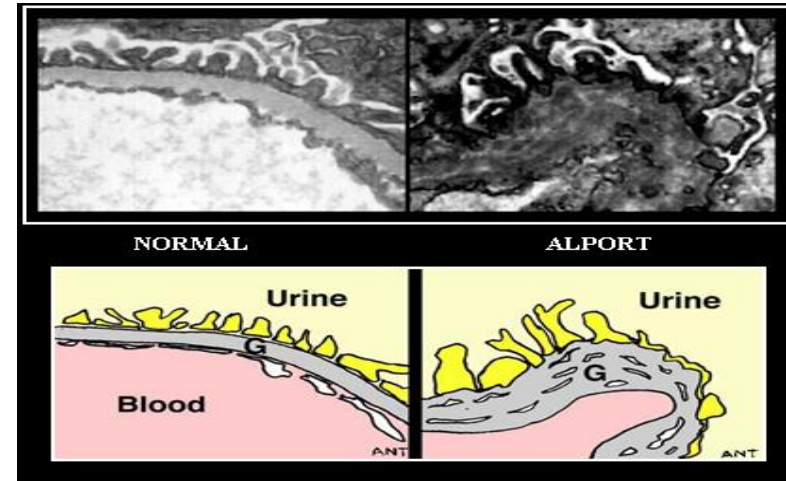 NORMAL ALPORT
Urine
G
Blood
ANT
Urine
G
ANT